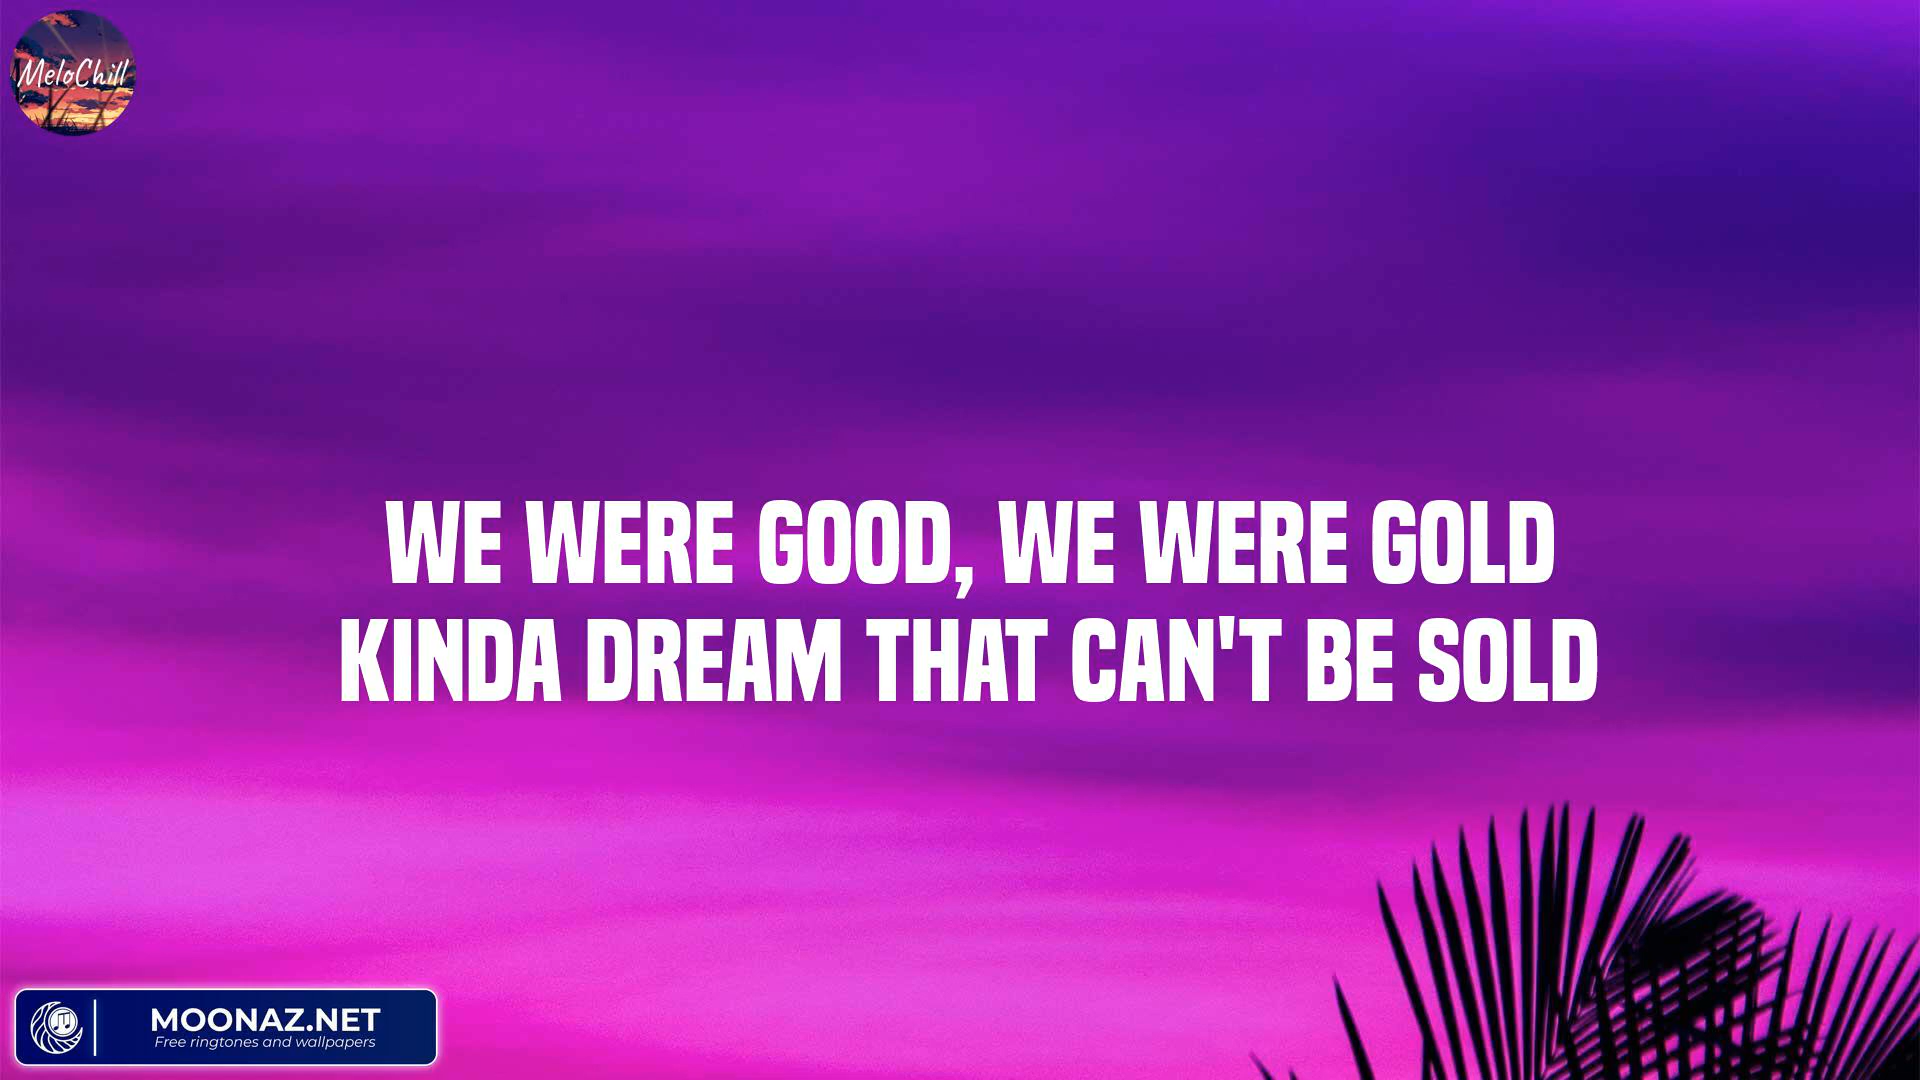 MeloChill
WE WERE GOOD, WE WERE GOLD
KINDA DREAM THAT CAN'T BE SOLD
MOONAZ.NET
Free ringtones and wallpapers